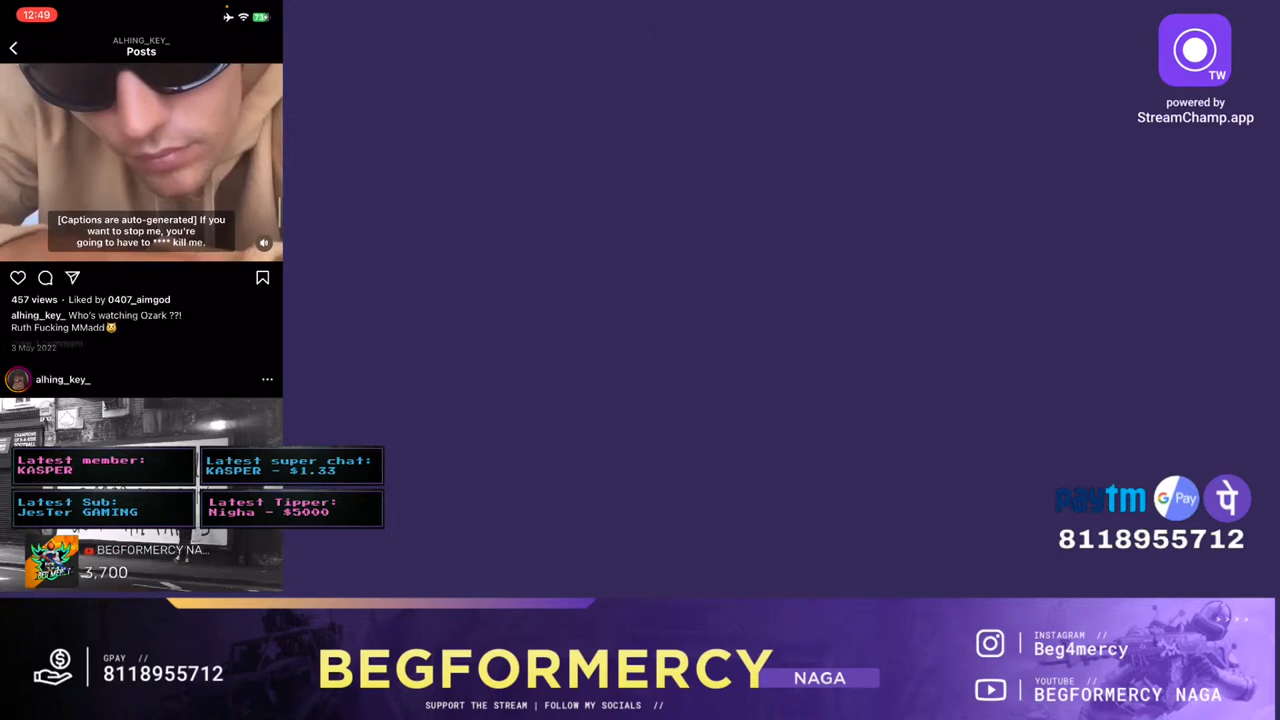 12:49
73
ALHING_KEY_
Posts
[Captions are auto-generated] If you
want to stop me, you're
going to have to **** kill me.
457 views · Liked by 0407_aimgod
alhing_key_ Who's watching Ozark ??!
Ruth Fucking MMadd
3 May 2022
alhing_key_
Latest member:
KASPER
Latest super chat:
KASPER - $1.33
Latest Sub:
JesTer GAMING
Latest Tipper:
Nigha - $5000
BEGFORMERCY NA...
3,700
TW
powered by
StreamChamp.app
paytm
G Pay
पे
8118955712
GPAY //
8118955712
BEGFORMERCY
NAGA
SUPPORT THE STREAM | FOLLOW MY SOCIALS //
INSTAGRAM //
Beg4mercy
YOUTUBE //
BEGFORMERCY NAGA